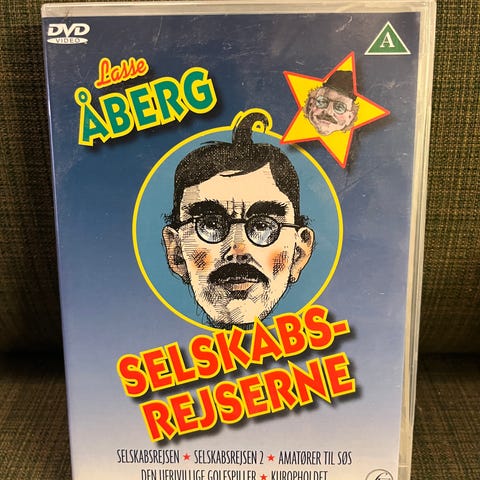 DVD
VIDEO
A
Lasse
ÅBERG
SELSKABS-
REJSERNE
SELSKABSREJSEN ★ SELSKABSREJSEN 2 ★ AMATØRER TIL SØS
DEN UFRIVILLIGE GOLFSPILLER ★ KUROPHOLDET